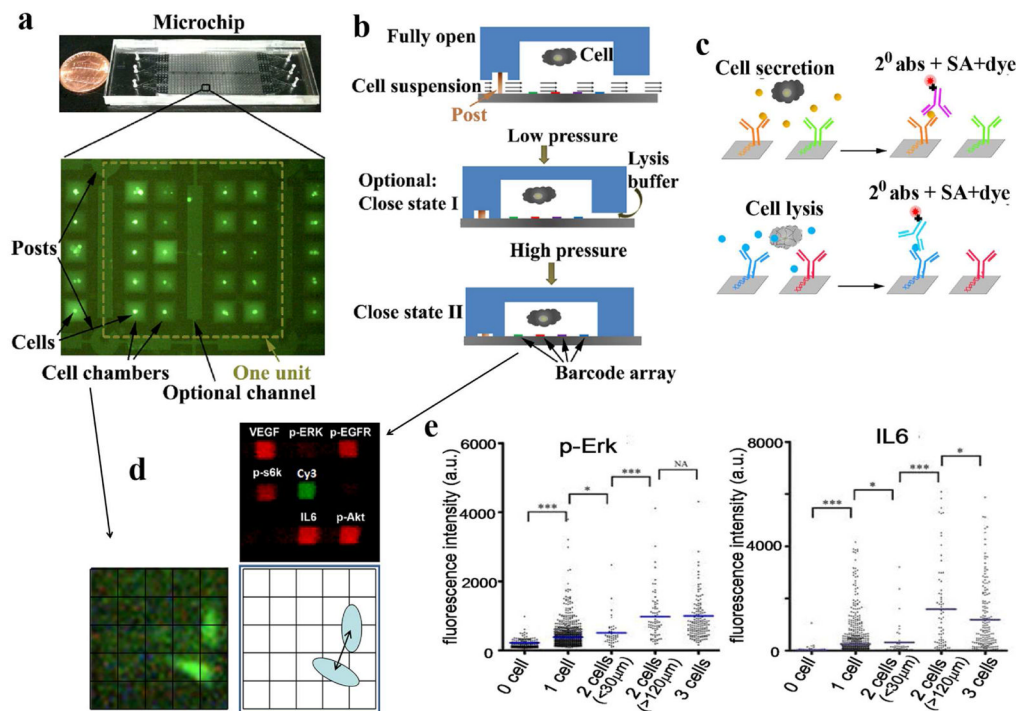 a
Microchip
Posts
Cells
Cell chambers
One unit
Optional channel
b
Fully open
Cell
Cell suspension
Post
Low pressure
Lysis
buffer
Optional:
Close state I
High pressure
Close state II
Barcode array
c
Cell secretion
2⁰ abs + SA+dye
Cell lysis
2⁰ abs + SA+dye
d
VEGF p-ERK p-EGFR
p-s6k Cy3
IL6 p-Akt
e
p-Erk
fluorescence intensity (a.u.)
6000
4000
2000
0
***
*
***
NA
0 cell
1 cell
2 cells
(<30μm)
2 cells
(>120μm)
3 cells
IL6
fluorescence intensity (a.u.)
8000
4000
0
***
*
***
*
0 cell
1 cell
2 cells
(<30μm)
2 cells
(>120μm)
3 cells